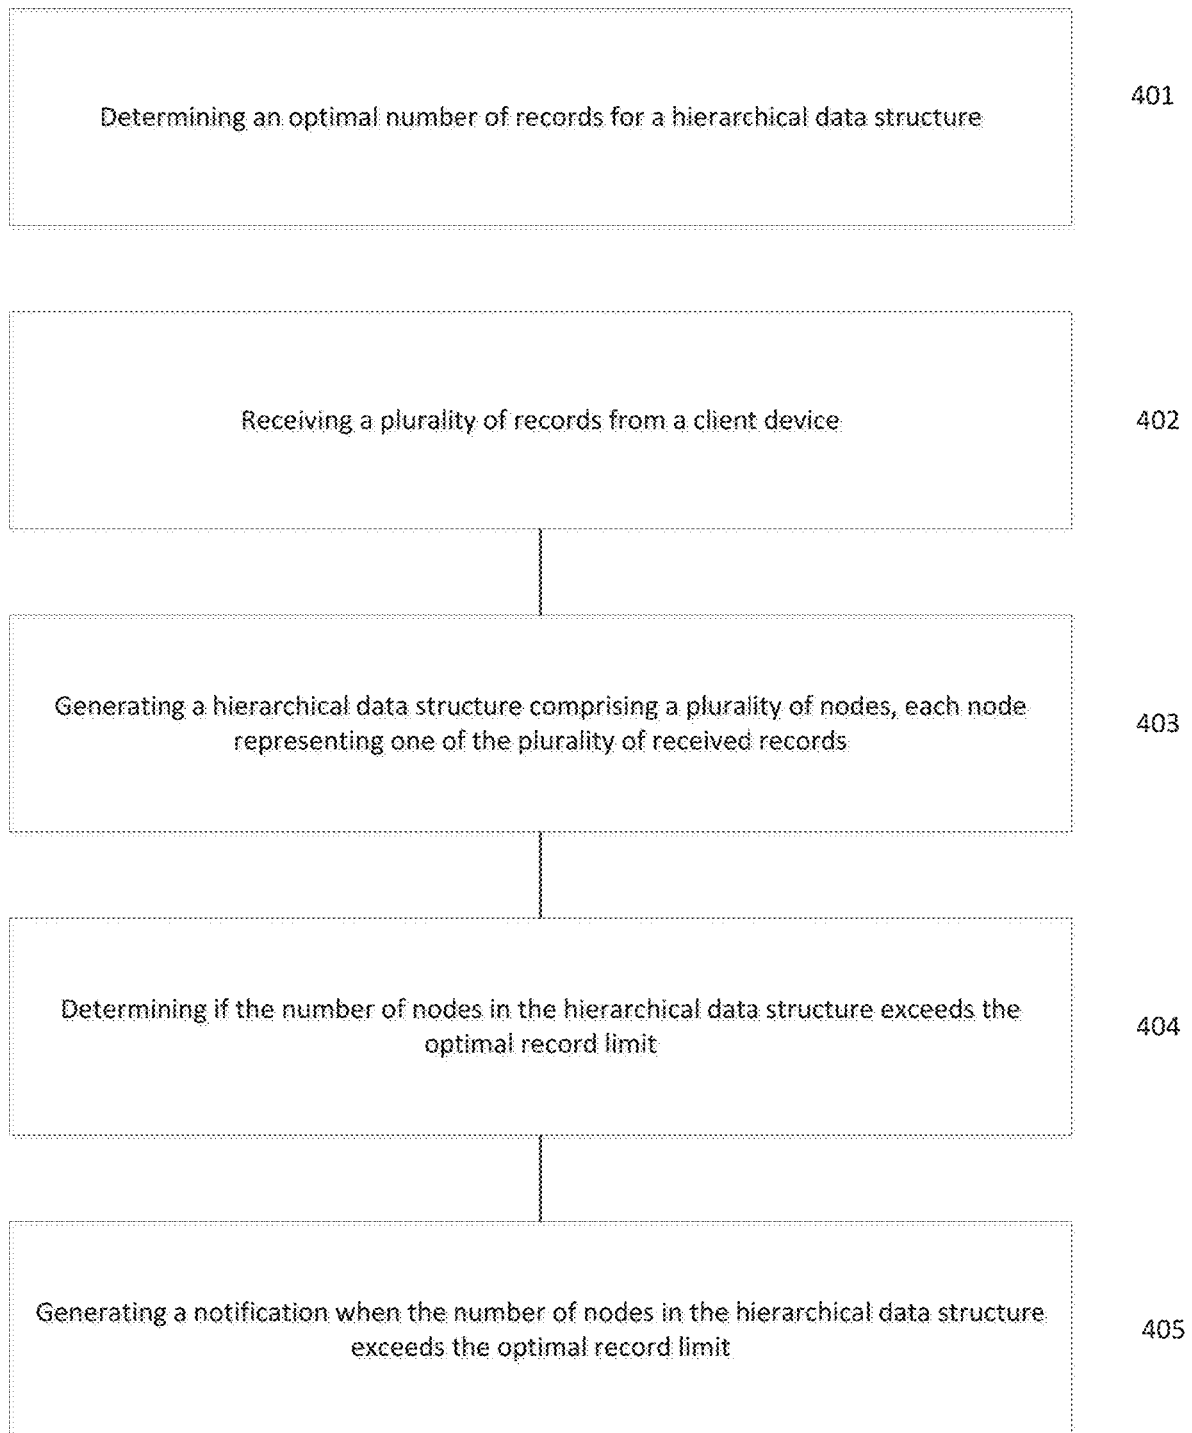 Determining an optimal number of records for a hierarchical data structure
401
Receiving a plurality of records from a client device
402
Generating a hierarchical data structure comprising a plurality of nodes, each node
representing one of the plurality of received records
403
Determining if the number of nodes in the hierarchical data structure exceeds the
optimal record limit
404
Generating a notification when the number of nodes in the hierarchical data structure
exceeds the optimal record limit
405